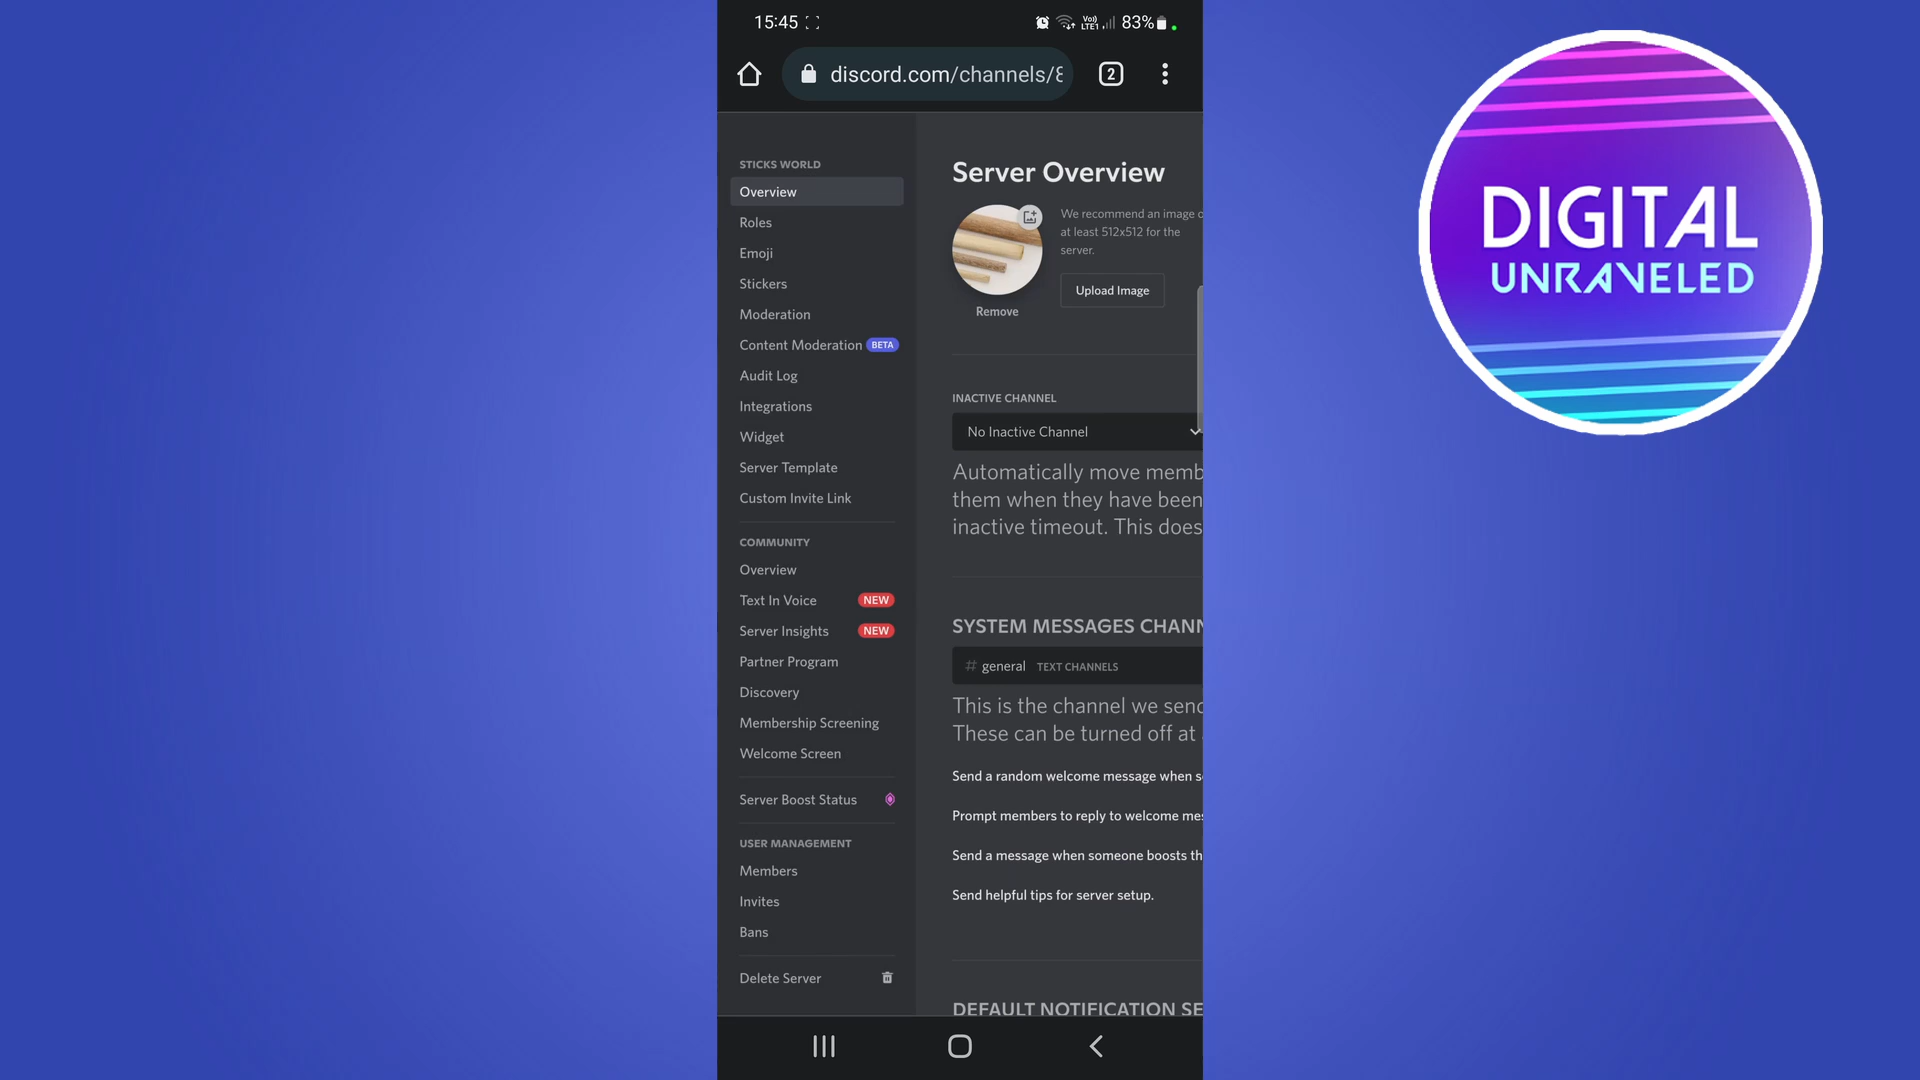 15:45
Vo)
LTE1
83%
discord.com/channels/8
2
STICKS WORLD
Overview
Roles
Emoji
Stickers
Moderation
Content Moderation BETA
Audit Log
Integrations
Widget
Server Template
Custom Invite Link
COMMUNITY
Overview
Text In Voice NEW
Server Insights NEW
Partner Program
Discovery
Membership Screening
Welcome Screen
Server Boost Status
USER MANAGEMENT
Members
Invites
Bans
Delete Server
Server Overview
We recommend an image o
at least 512x512 for the
server.
Upload Image
Remove
INACTIVE CHANNEL
No Inactive Channel
Automatically move memb
them when they have been
inactive timeout. This does
SYSTEM MESSAGES CHANN
# general TEXT CHANNELS
This is the channel we send
These can be turned off at
Send a random welcome message when s
Prompt members to reply to welcome me
Send a message when someone boosts th
Send helpful tips for server setup.
DEFAULT NOTIFICATION SE
DIGITAL
UNRAVELED